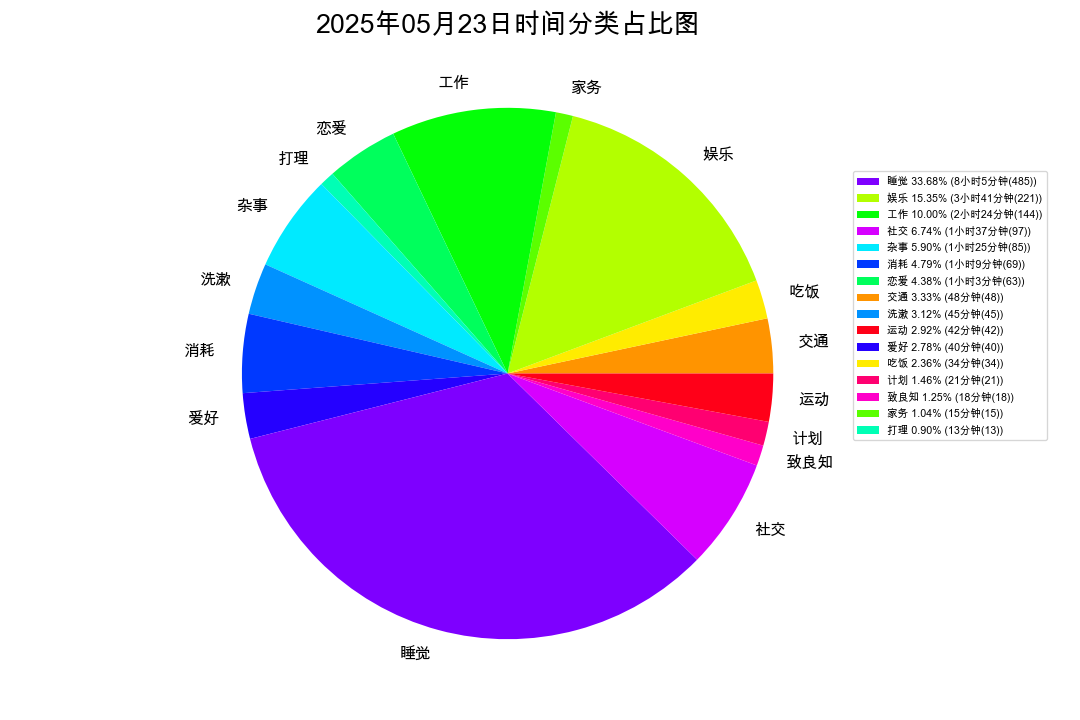 2025年05月23日时间分类占比图
工作
家务
恋爱
娱乐
打理
杂事
洗漱
吃饭
消耗
交通
爱好
运动
计划
致良知
社交
睡觉
睡觉 33.68% (8小时5分钟(485))
娱乐 15.35% (3小时41分钟(221))
工作 10.00% (2小时24分钟(144))
社交 6.74% (1小时37分钟(97))
杂事 5.90% (1小时25分钟(85))
消耗 4.79% (1小时9分钟(69))
恋爱 4.38% (1小时3分钟(63))
交通 3.33% (48分钟(48))
洗漱 3.12% (45分钟(45))
运动 2.92% (42分钟(42))
爱好 2.78% (40分钟(40))
吃饭 2.36% (34分钟(34))
计划 1.46% (21分钟(21))
致良知 1.25% (18分钟(18))
家务 1.04% (15分钟(15))
打理 0.90% (13分钟(13))